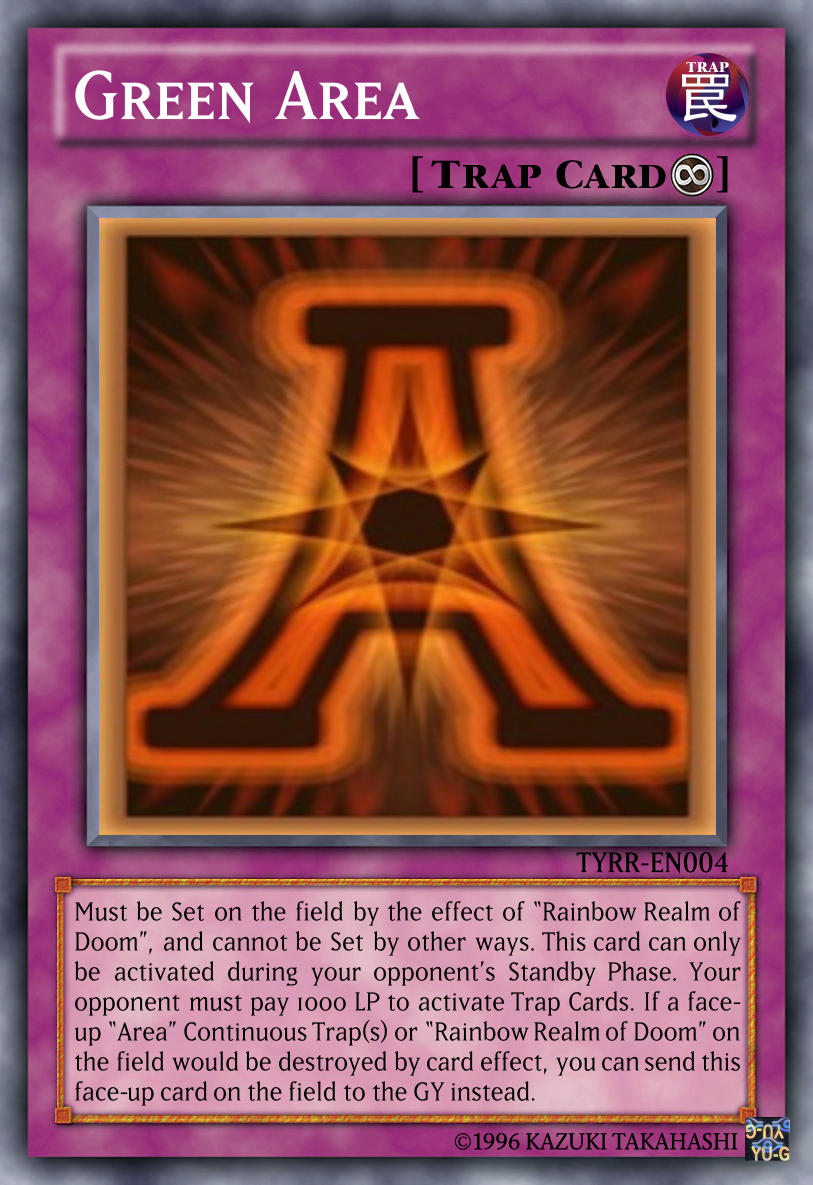 Green Area
TRAP
罠
[TRAP CARD∞]
A
TYRR-EN004
Must be Set on the field by the effect of "Rainbow Realm of
Doom", and cannot be Set by other ways. This card can only
be activated during your opponent's Standby Phase. Your
opponent must pay 1000 LP to activate Trap Cards. If a face-
up "Area" Continuous Trap(s) or "Rainbow Realm of Doom" on
the field would be destroyed by card effect, you can send this
face-up card on the field to the GY instead.
©1996 KAZUKI TAKAHASHI
YU-G
YU-G